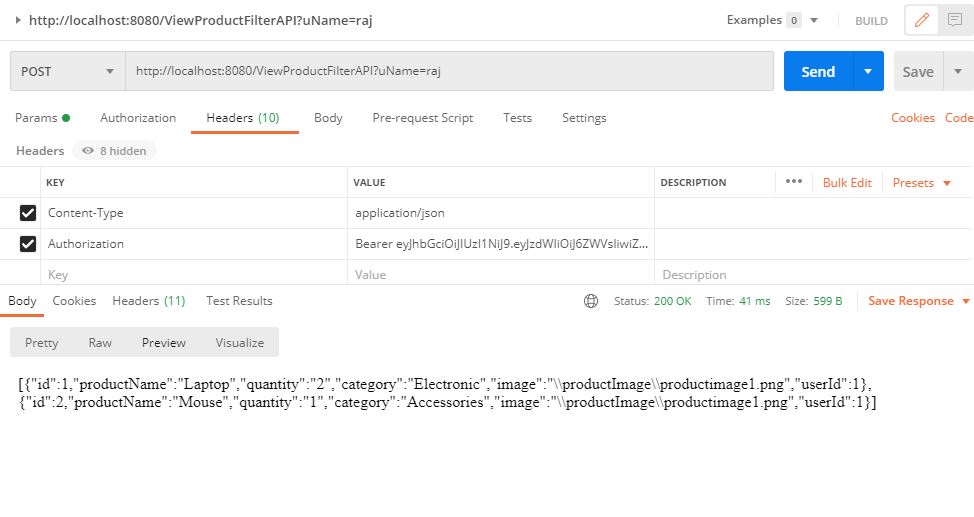 http://localhost:8080/ViewProductFilterAPI?uName=raj Examples 0 BUILD
POST http://localhost:8080/ViewProductFilterAPI?uName=raj Send Save
Params Authorization Headers (10) Body Pre-request Script Tests Settings Cookies Code
Headers 8 hidden
KEY VALUE DESCRIPTION ••• Bulk Edit Presets
Content-Type application/json
Authorization Bearer eyJhbGciOiJIUzI1NiJ9.eyJzdWIiOiJ6ZWVsIiwiZ...
Key Value Description
Body Cookies Headers (11) Test Results Status: 200 OK Time: 41 ms Size: 599 B Save Response
Pretty Raw Preview Visualize
[{"id":1,"productName":"Laptop","quantity":"2","category":"Electronic","image":"\\productImage\\productimage1.png","userId":1},
{"id":2,"productName":"Mouse","quantity":"1","category":"Accessories","image":"\\productImage\\productimage1.png","userId":1}]